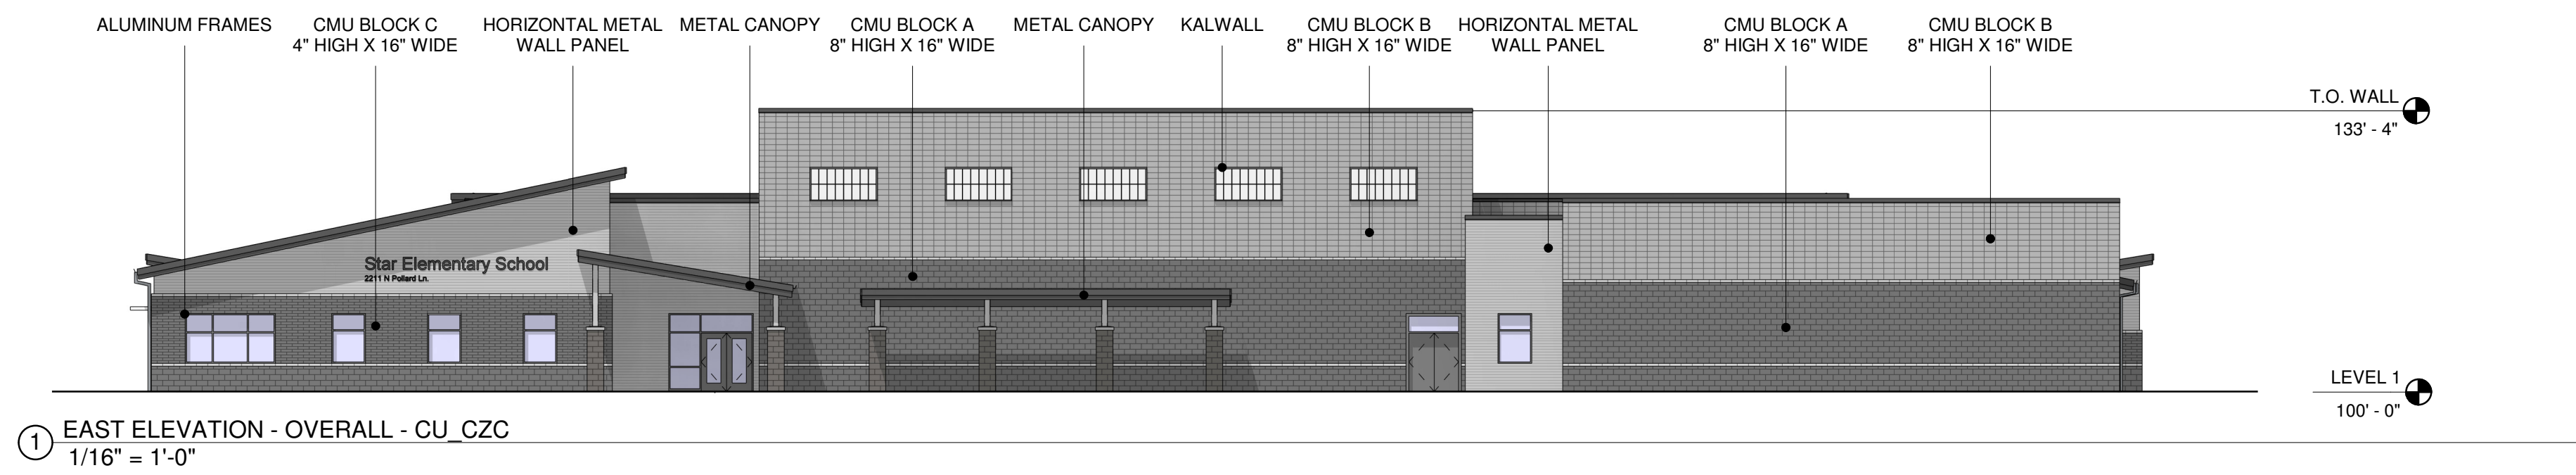 ALUMINUM FRAMES
CMU BLOCK C
4" HIGH X 16" WIDE
HORIZONTAL METAL
WALL PANEL
METAL CANOPY
CMU BLOCK A
8" HIGH X 16" WIDE
METAL CANOPY
KALWALL
CMU BLOCK B
8" HIGH X 16" WIDE
HORIZONTAL METAL
WALL PANEL
CMU BLOCK A
8" HIGH X 16" WIDE
CMU BLOCK B
8" HIGH X 16" WIDE
T.O. WALL
133' - 4"
Star Elementary School
2211 N Pollard Ln.
LEVEL 1
100' - 0"
1
EAST ELEVATION - OVERALL - CU_CZC
1/16" = 1'-0"